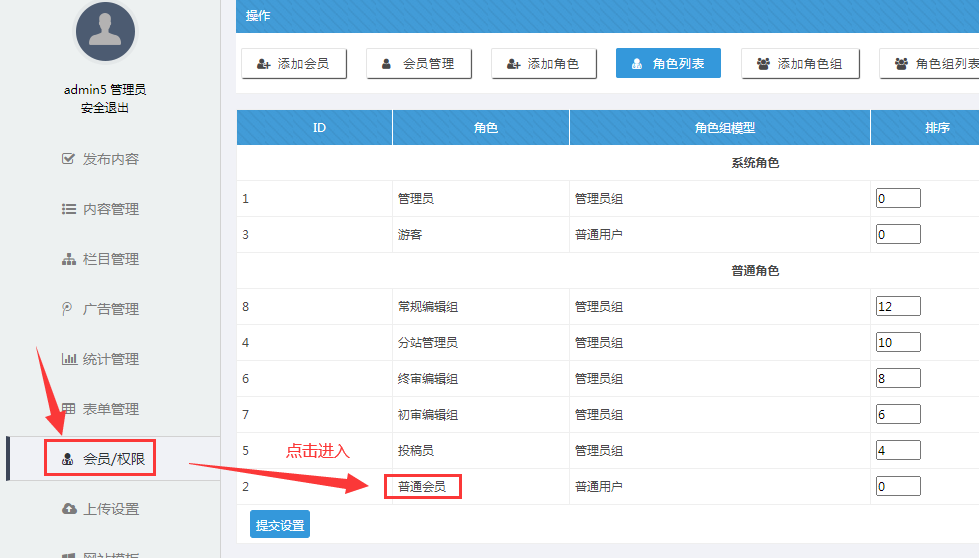 操作
添加会员 会员管理 添加角色 角色列表 添加角色组 角色组列表
admin5 管理员
安全退出
发布内容
内容管理
栏目管理
广告管理
统计管理
表单管理
会员/权限
上传设置
网站模板
ID 角色 角色组模型 排序
系统角色
1 管理员 管理员组 0
3 游客 普通用户 0
普通角色
8 常规编辑组 管理员组 12
4 分站管理员 管理员组 10
6 终审编辑组 管理员组 8
7 初审编辑组 管理员组 6
5 投稿员 管理员组 4
点击进入
2 普通会员 普通用户 0
提交设置